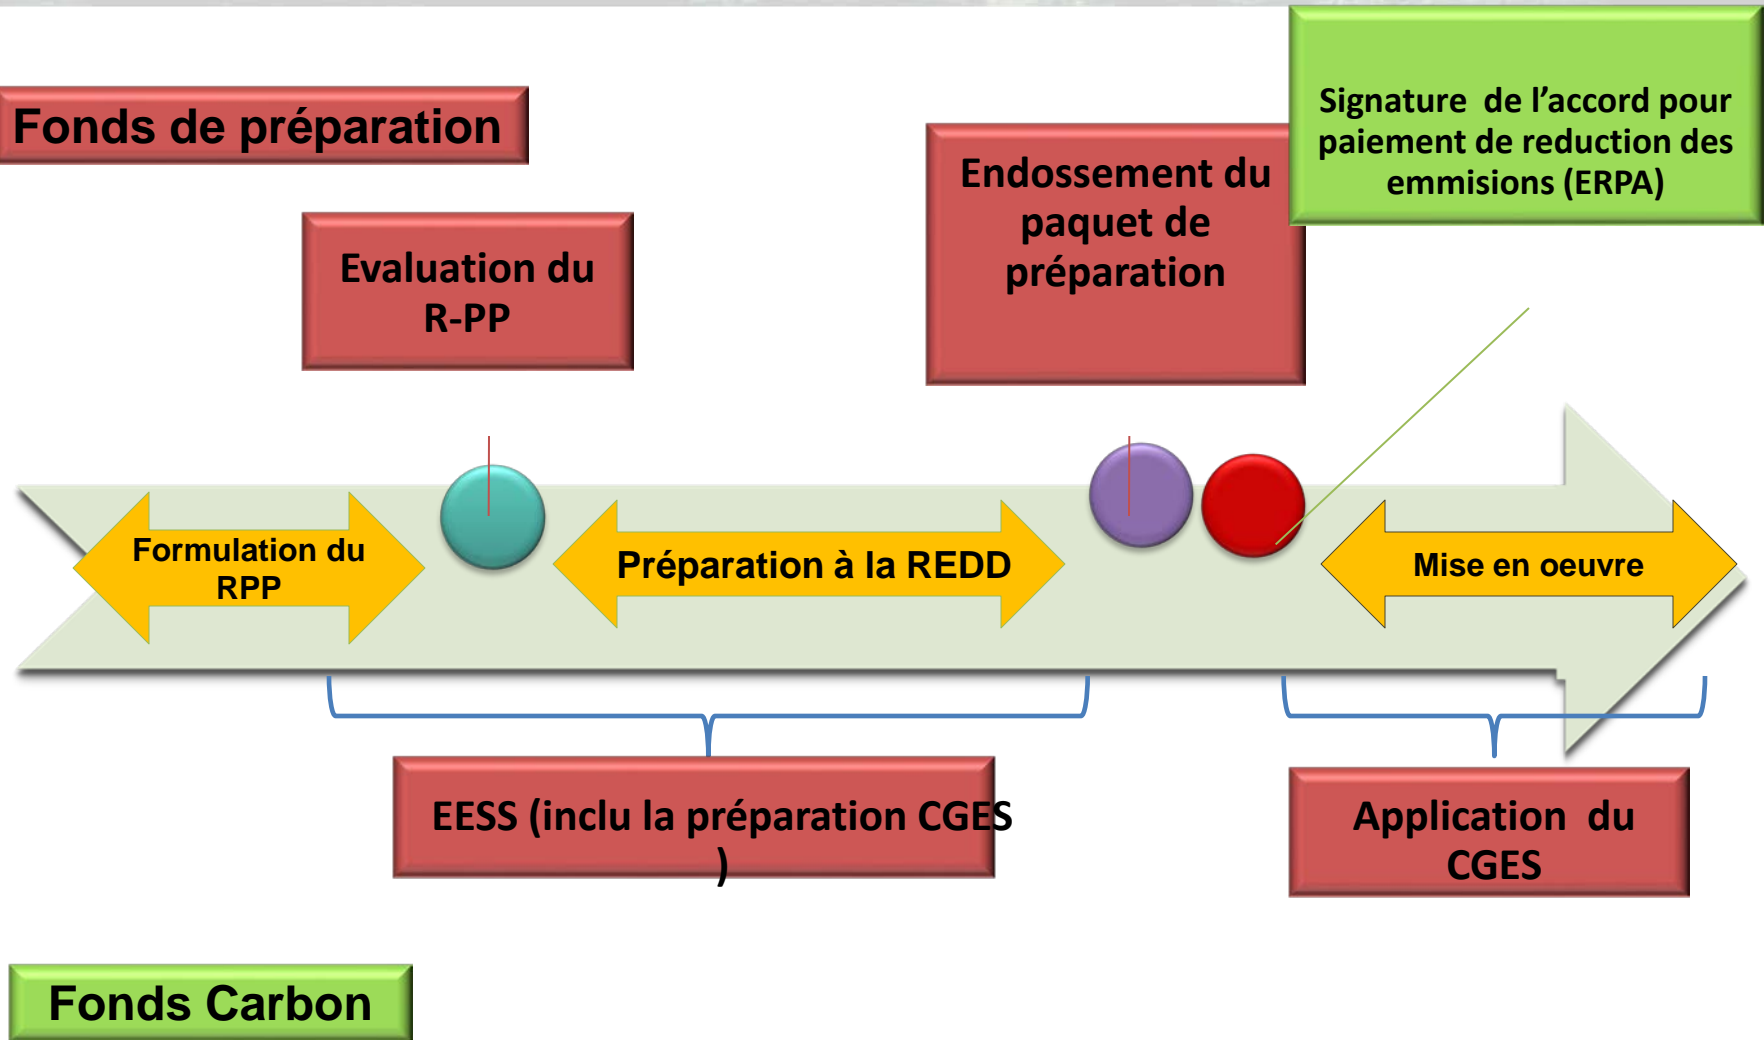 Fonds de préparation
Signature de l’accord pour
paiement de reduction des
emmisions (ERPA)
Endossement du
paquet de
préparation
Evaluation du
R-PP
Formulation du
RPP
Préparation à la REDD
Mise en oeuvre
EESS (inclu la préparation CGES
)
Application du
CGES
Fonds Carbon